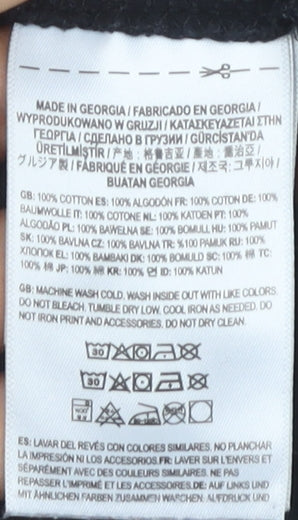 MADE IN GEORGIA / FABRICADO EN GEORGIA /
WYPRODUKOWANO W GRUZJI / ΚΑΤΑΣΚΕΥΑΖΕΤΑΙ ΣΤΗΝ
ΓΕΩΡΓΙΑ / СДЕЛАНО В ГРУЗИИ / GÜRCİSTAN'DA
ÜRETİLMİŞTİR / 产地：格鲁吉亚 / 產地：喬治亞 /
グルジア製 / FABRIQUÉ EN GÉORGIE / 제조국: 그루지아 /
BUATAN GEORGIA
GB: 100% COTTON ES: 100% ALGODÓN FR: 100% COTON DE: 100%
BAUMWOLLE IT: 100% COTONE NL: 100% KATOEN PT: 100%
ALGODÃO PL: 100% BAWEŁNA SE: 100% BOMULL HU: 100% PAMUT
SK: 100% BAVLNA CZ: 100% BAVLNA TR: %100 PAMUK RU: 100%
ХЛОПОК EL: 100% ΒΑΜΒΑΚΙ DK: 100% BOMULD SC: 100% 棉 TC:
100% 棉 JP: 100% 綿 KR: 100% 면 ID: 100% KATUN
GB: MACHINE WASH COLD. WASH INSIDE OUT WITH LIKE COLORS.
DO NOT BLEACH. TUMBLE DRY LOW. COOL IRON AS NEEDED. DO
NOT IRON PRINT AND ACCESSORIES. DO NOT DRY CLEAN.
30
30
ES: LAVAR DEL REVÉS CON COLORES SIMILARES. NO PLANCHAR
LA IMPRESIÓN NI LOS ACCESORIOS. FR: LAVER SUR L'ENVERS ET
SÉPARÉMENT AVEC DES COULEURS SIMILAIRES. NE PAS
REPASSER L'IMPRIMÉ ET LES ACCESSOIRES. DE: AUF LINKS UND
MIT ÄHNLICHEN FARBEN ZUSAMMEN WASCHEN. AUFDRUCK UND